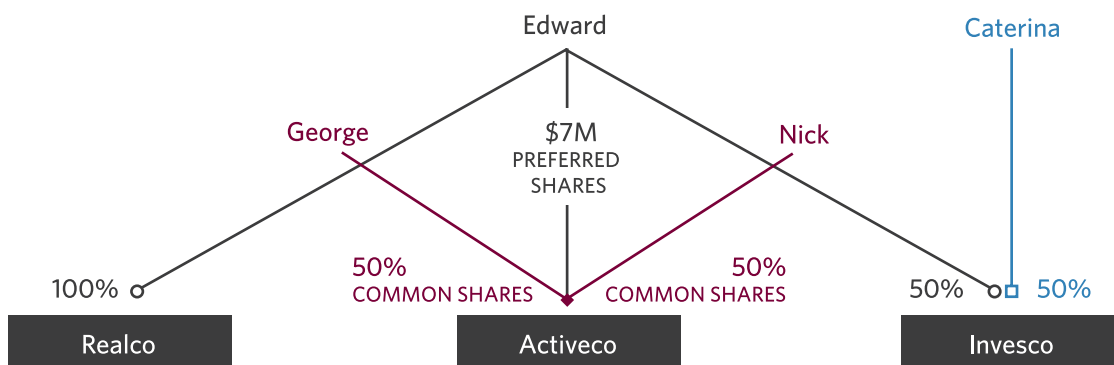 Edward
Caterina
George
$7M
PREFERRED
SHARES
Nick
50%
COMMON SHARES
50%
COMMON SHARES
100%
50%
50%
Realco
Activeco
Invesco